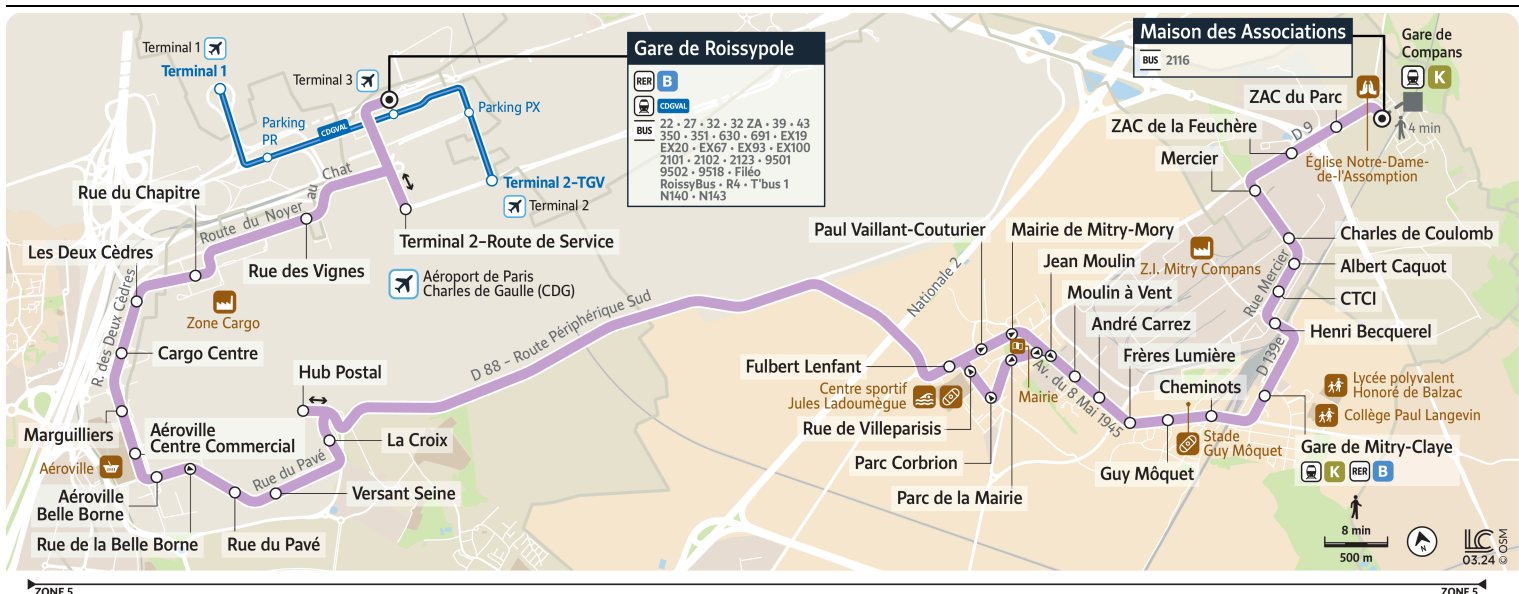 Terminal 1
Terminal 1
Terminal 3
Parking
PR
CDGVAL
Parking PX
Terminal 2-TGV
Terminal 2
Terminal 2-Route de Service
Gare de Roissypole
RER B
CDGVAL
BUS
22 • 27 • 32 • 32 ZA • 39 • 43
350 • 351 • 630 • 691 • EX19
EX20 • EX67 • EX93 • EX100
2101 • 2102 • 2123 • 9501
9502 • 9518 • Filéo
RoissyBus • R4 • T'bus 1
N140 • N143
Maison des Associations
BUS 2116
Gare de
Compans
K
4 min
ZAC du Parc
D 9
ZAC de la Feuchère
Mercier
Église Notre-Dame-
de-l'Assomption
Rue du Chapitre
Route du Noyer au Chat
Les Deux Cèdres
Rue des Vignes
Aéroport de Paris
Charles de Gaulle (CDG)
Zone Cargo
R. des Deux Cèdres
Cargo Centre
Hub Postal
D 88 - Route Périphérique Sud
Marguilliers
Aéroville
Centre Commercial
La Croix
Aéroville
Rue du Pavé
Aéroville
Belle Borne
Versant Seine
Rue de la Belle Borne
Rue du Pavé
Nationale 2
Paul Vaillant-Couturier
Mairie de Mitry-Mory
Jean Moulin
Z.I. Mitry Compans
Charles de Coulomb
Albert Caquot
CTCI
Rue Mercier
Henri Becquerel
Moulin à Vent
André Carrez
Frères Lumière
Cheminots
D 139e
Fulbert Lenfant
Centre sportif
Jules Ladoumègue
Mairie
Av. du 8 Mai 1945
Rue de Villeparisis
Parc Corbrion
Parc de la Mairie
Guy Môquet
Stade
Guy Môquet
Lycée polyvalent
Honoré de Balzac
Collège Paul Langevin
Gare de Mitry-Claye
K RER B
8 min
500 m
N
LC
03.24
© OSM
ZONE 5
ZONE 5